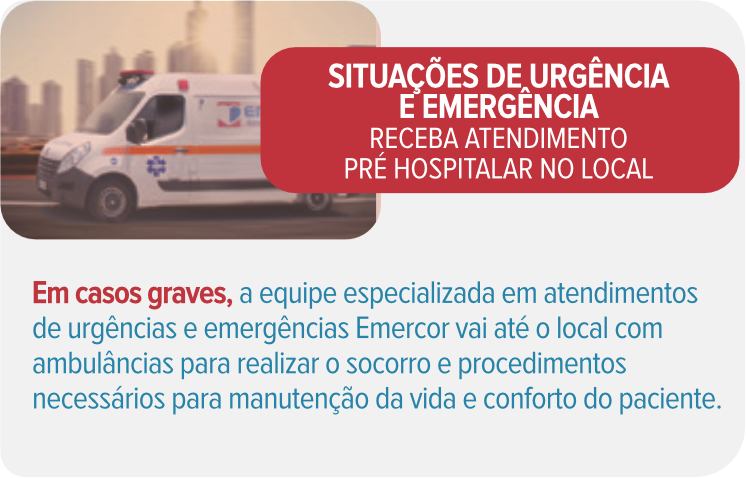 SITUAÇÕES DE URGÊNCIA
E EMERGÊNCIA
RECEBA ATENDIMENTO
PRÉ HOSPITALAR NO LOCAL
Em casos graves, a equipe especializada em atendimentos
de urgências e emergências Emercor vai até o local com
ambulâncias para realizar o socorro e procedimentos
necessários para manutenção da vida e conforto do paciente.